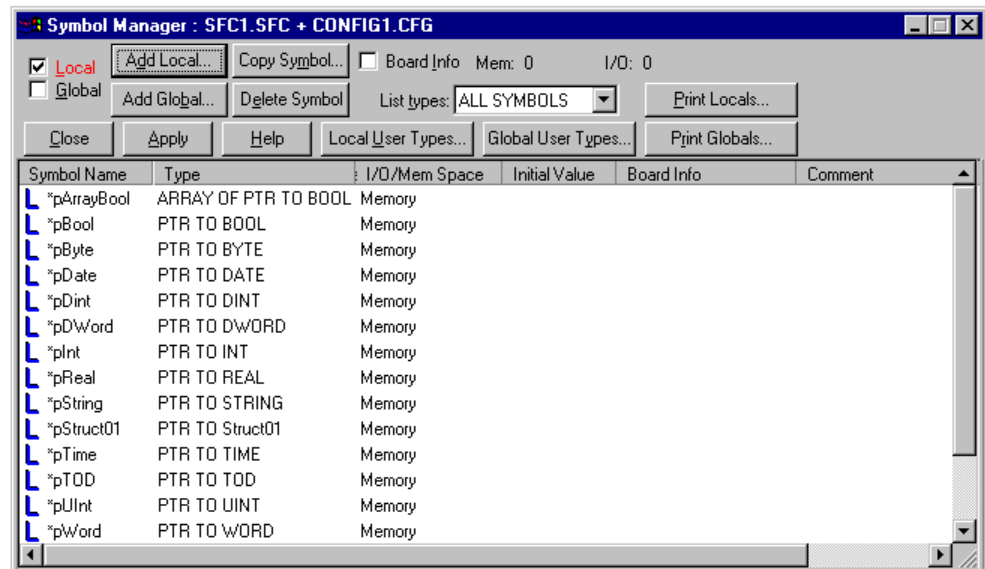 Symbol Manager : SFC1.SFC + CONFIG1.CFG
Local Add Local... Copy Symbol... Board Info Mem: 0 I/O: 0
Global Add Global... Delete Symbol List types: ALL SYMBOLS Print Locals...
Close Apply Help Local User Types... Global User Types... Print Globals...
Symbol Name Type I/O/Mem Space Initial Value Board Info Comment
L *pArrayBool ARRAY OF PTR TO BOOL Memory
L *pBool PTR TO BOOL Memory
L *pByte PTR TO BYTE Memory
L *pDate PTR TO DATE Memory
L *pDint PTR TO DINT Memory
L *pDWord PTR TO DWORD Memory
L *pInt PTR TO INT Memory
L *pReal PTR TO REAL Memory
L *pString PTR TO STRING Memory
L *pStruct01 PTR TO Struct01 Memory
L *pTime PTR TO TIME Memory
L *pTOD PTR TO TOD Memory
L *pUInt PTR TO UINT Memory
L *pWord PTR TO WORD Memory